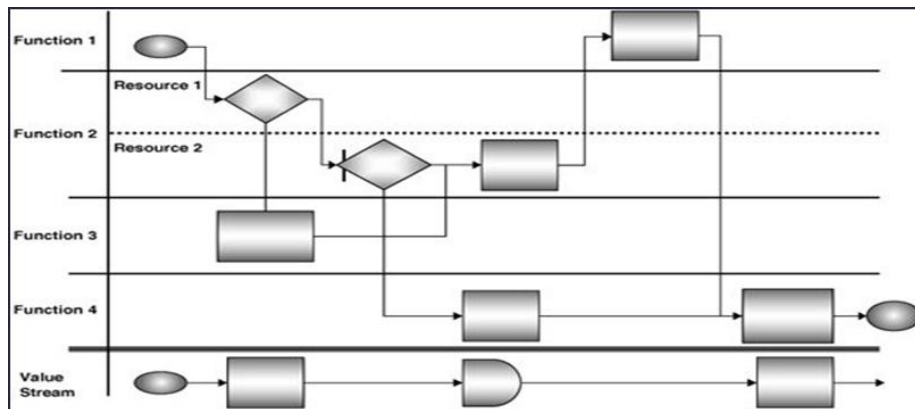 Function 1
Resource 1
Function 2
Resource 2
Function 3
Function 4
Value
Stream